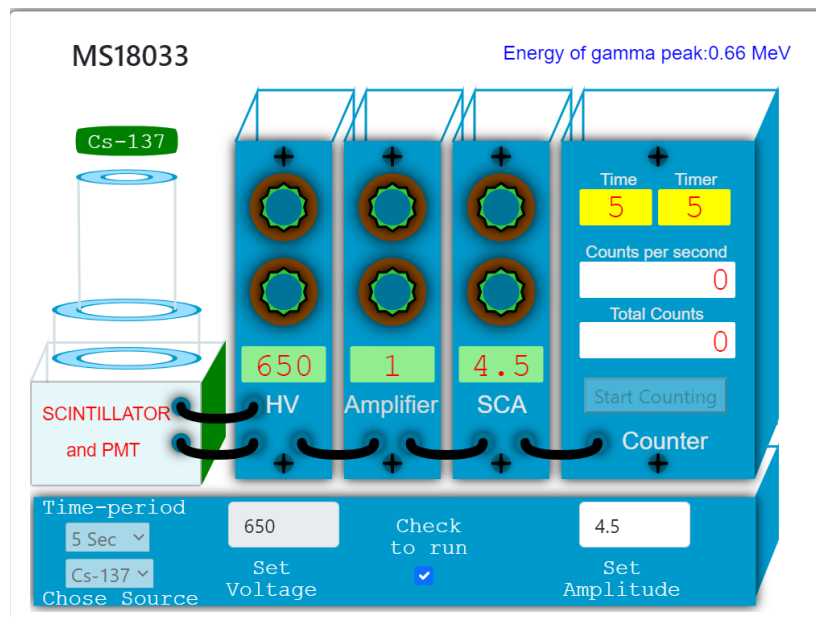 MS18033
Energy of gamma peak:0.66 MeV
Cs-137
Time Timer
5 5
Counts per second
0
Total Counts
0
650 1 4.5
Start Counting
SCINTILLATOR
and PMT
HV Amplifier SCA
Counter
Time-period
5 Sec
Cs-137
Chose Source
650
Set
Voltage
Check
to run
4.5
Set
Amplitude